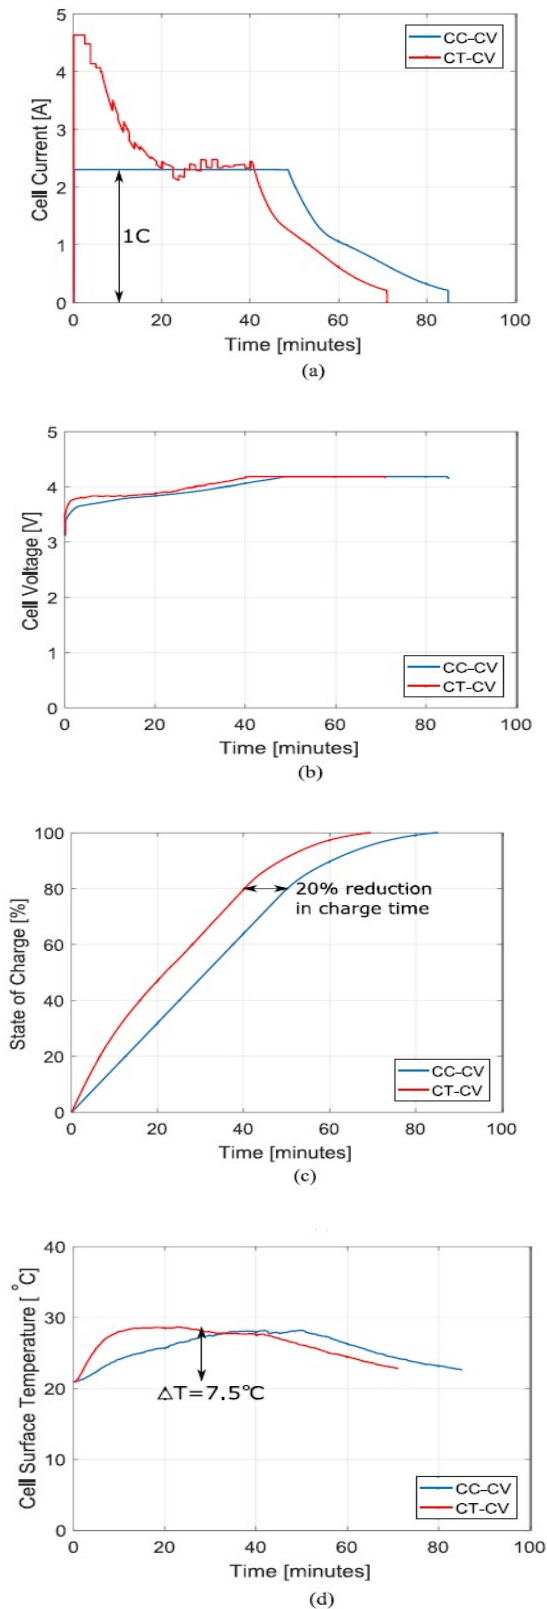 5
4
3
2
1
0
Cell Current [A]
CC-CV
CT-CV
1C
0
20
40
60
80
100
Time [minutes]
(a)
5
4
3
2
1
0
Cell Voltage [V]
CC-CV
CT-CV
0
20
40
60
80
100
Time [minutes]
(b)
100
80
60
40
20
0
State of Charge [%]
20% reduction
in charge time
CC-CV
CT-CV
0
20
40
60
80
100
Time [minutes]
(c)
40
30
20
10
0
Cell Surface Temperature [ °C]
△T=7.5°C
CC-CV
CT-CV
0
20
40
60
80
100
Time [minutes]
(d)